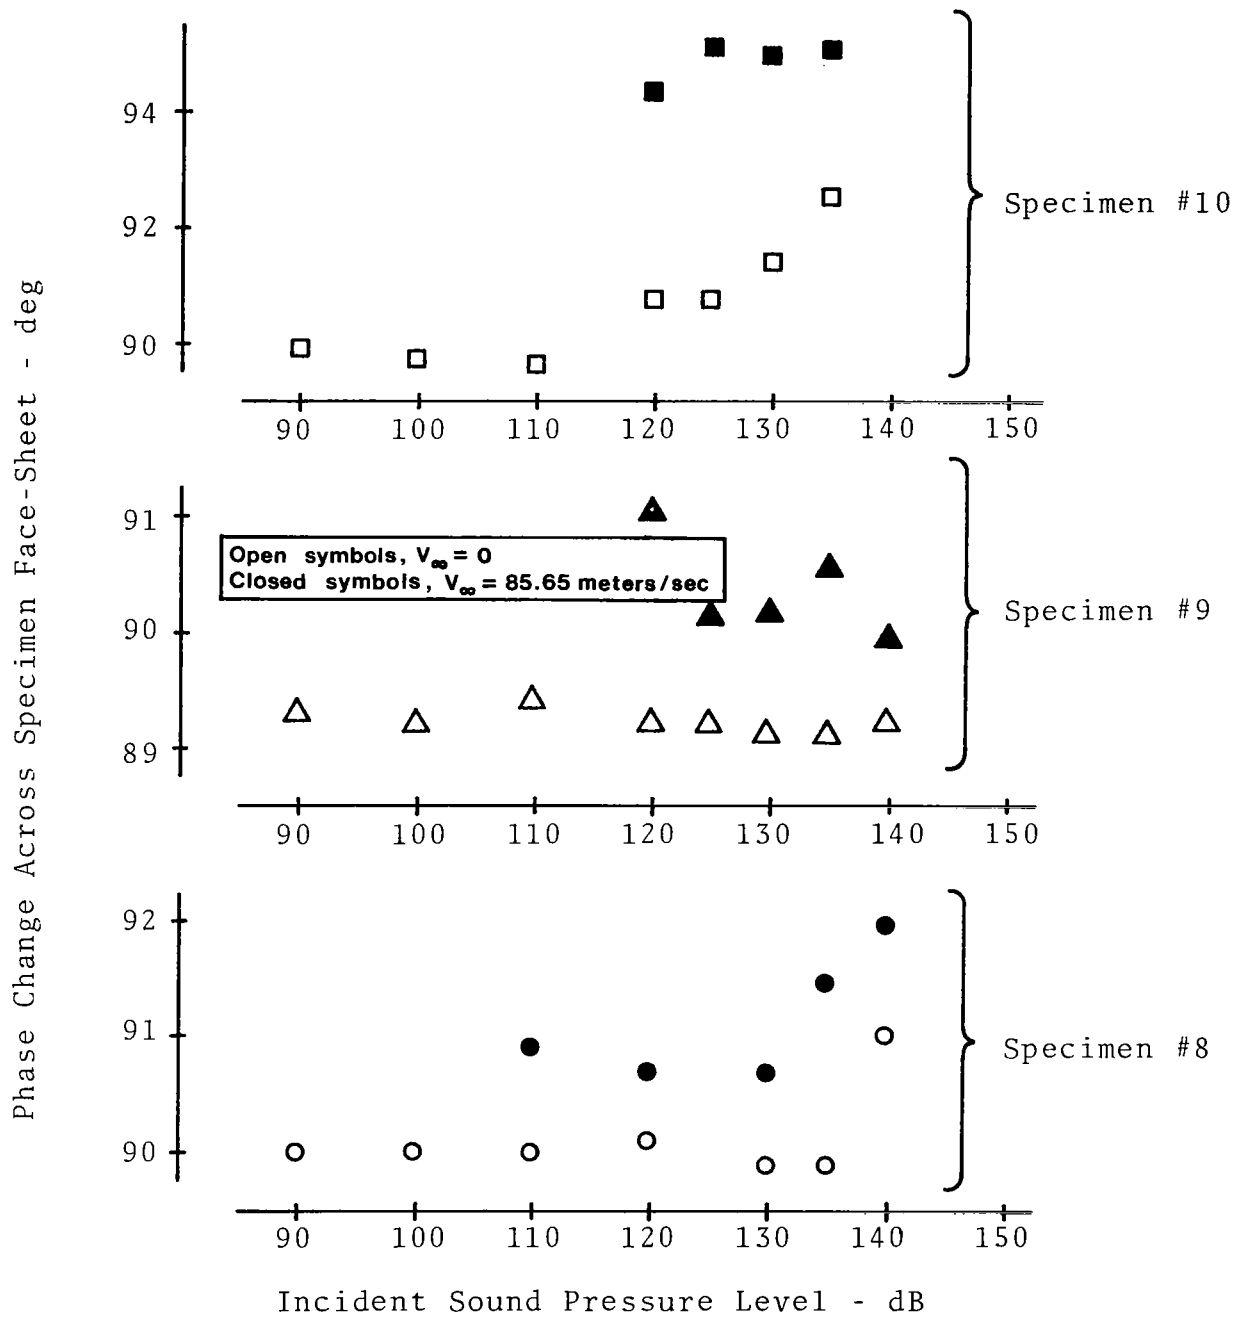 Phase Change Across Specimen Face-Sheet - deg
94
92
90
90 100 110 120 130 140 150
Specimen #10
91
90
89
Open symbols, V∞ = 0
Closed symbols, V∞ = 85.65 meters/sec
90 100 110 120 130 140 150
Specimen #9
92
91
90
90 100 110 120 130 140 150
Specimen #8
Incident Sound Pressure Level - dB